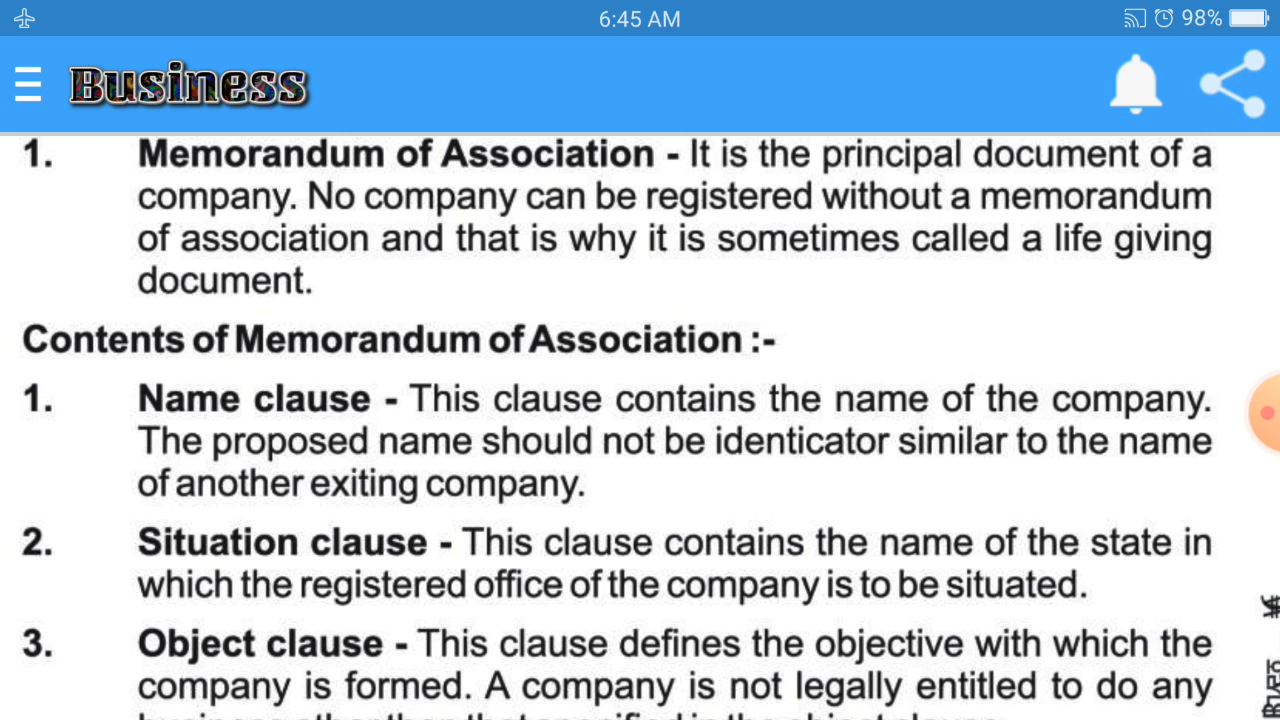 6:45 AM
98%
Business
1. Memorandum of Association - It is the principal document of a
company. No company can be registered without a memorandum
of association and that is why it is sometimes called a life giving
document.
Contents of Memorandum of Association :-
1. Name clause - This clause contains the name of the company.
The proposed name should not be identicator similar to the name
of another exiting company.
2. Situation clause - This clause contains the name of the state in
which the registered office of the company is to be situated.
3. Object clause - This clause defines the objective with which the
company is formed. A company is not legally entitled to do any